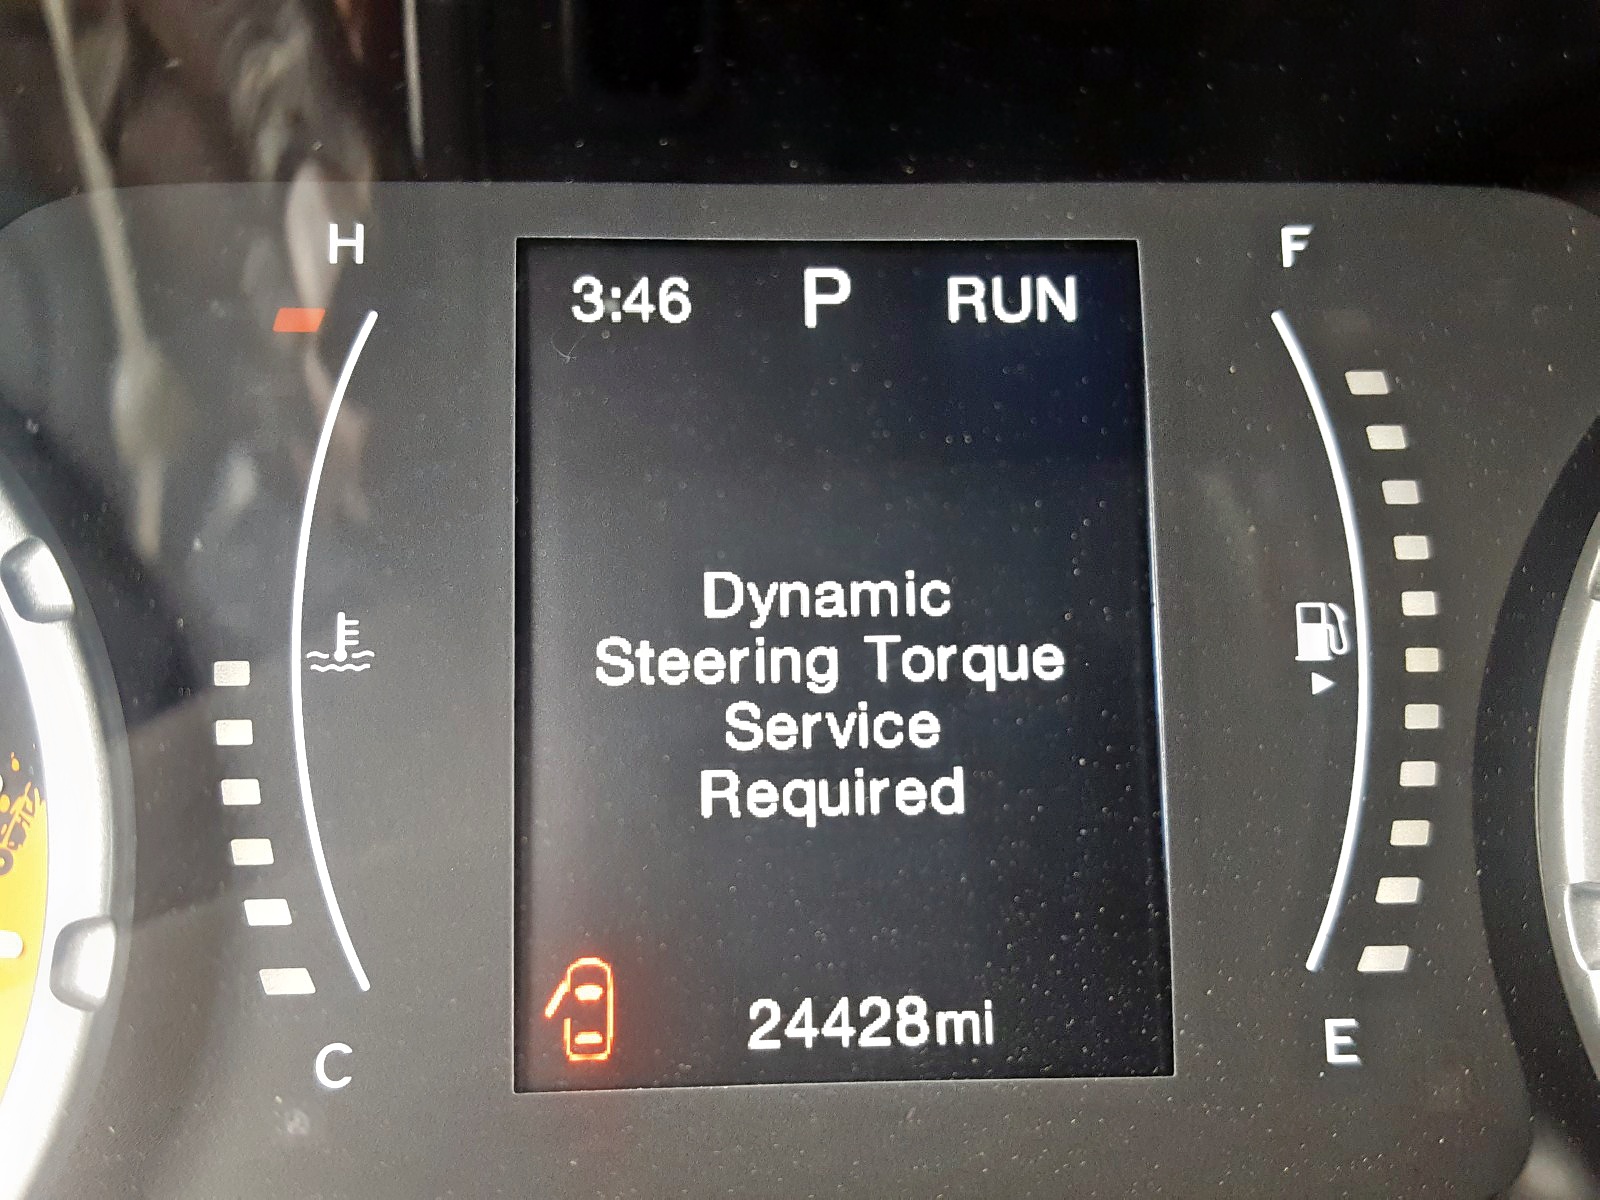 H
F
3:46 P RUN
Dynamic
Steering Torque
Service
Required
24428mi
C
E